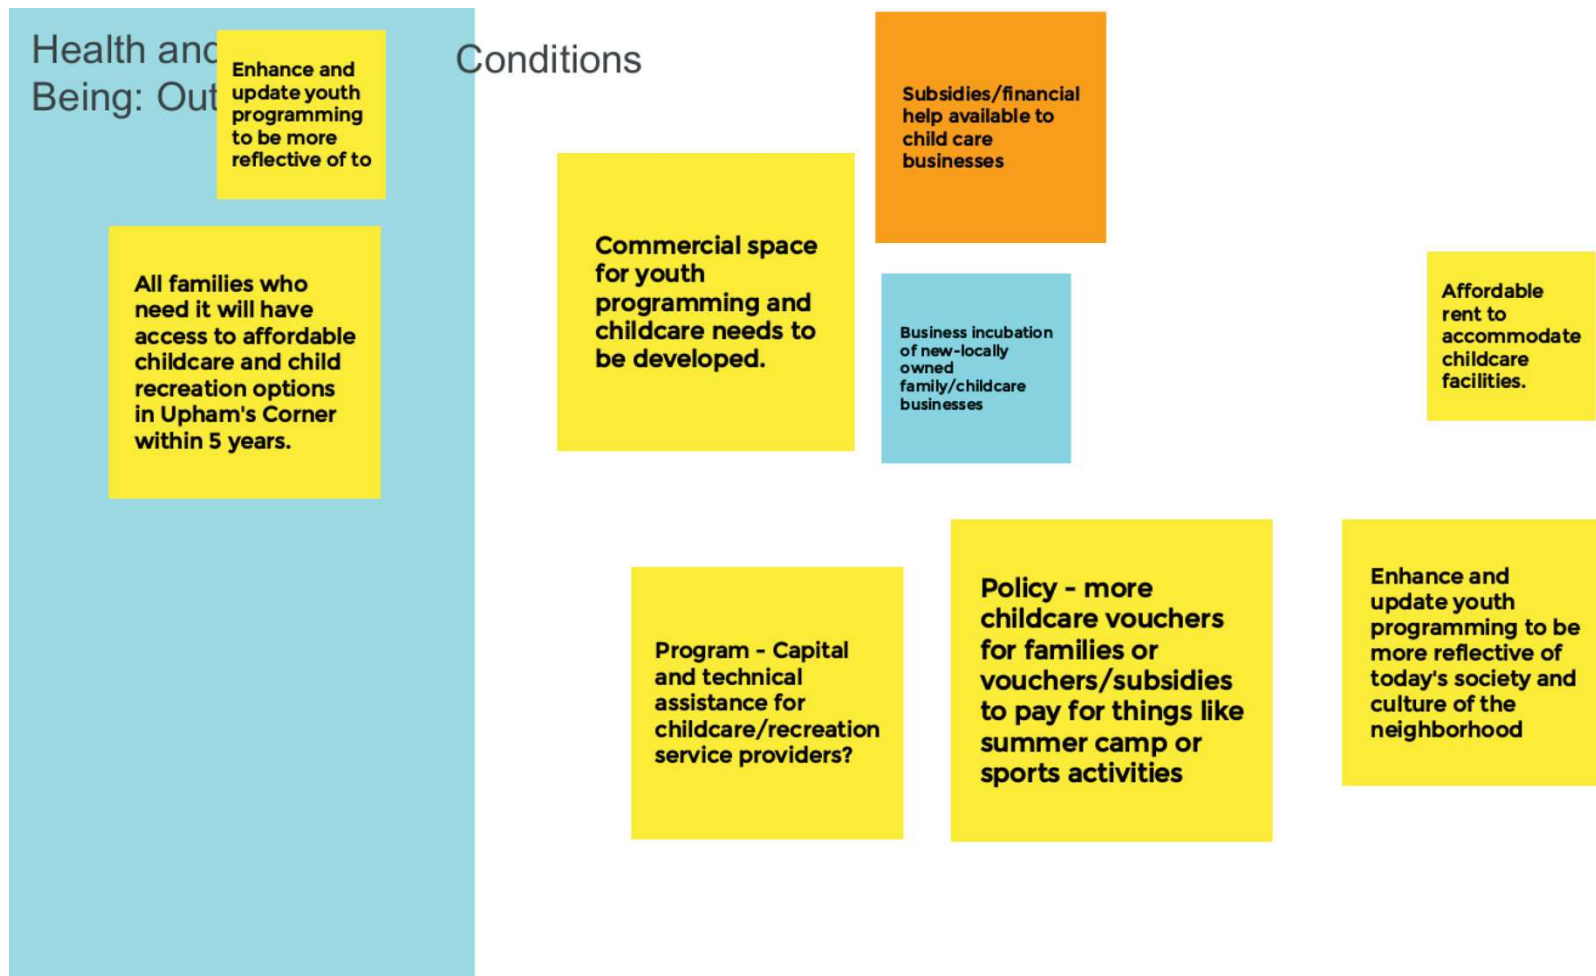 Health and
Being: Out
Enhance and
update youth
programming
to be more
reflective of to
All families who
need it will have
access to affordable
childcare and child
recreation options
in Upham's Corner
within 5 years.
Conditions
Commercial space
for youth
programming and
childcare needs to
be developed.
Subsidies/financial
help available to
child care
businesses
Business incubation
of new-locally
owned
family/childcare
businesses
Affordable
rent to
accommodate
childcare
facilities.
Program - Capital
and technical
assistance for
childcare/recreation
service providers?
Policy - more
childcare vouchers
for families or
vouchers/subsidies
to pay for things like
summer camp or
sports activities
Enhance and
update youth
programming to be
more reflective of
today's society and
culture of the
neighborhood